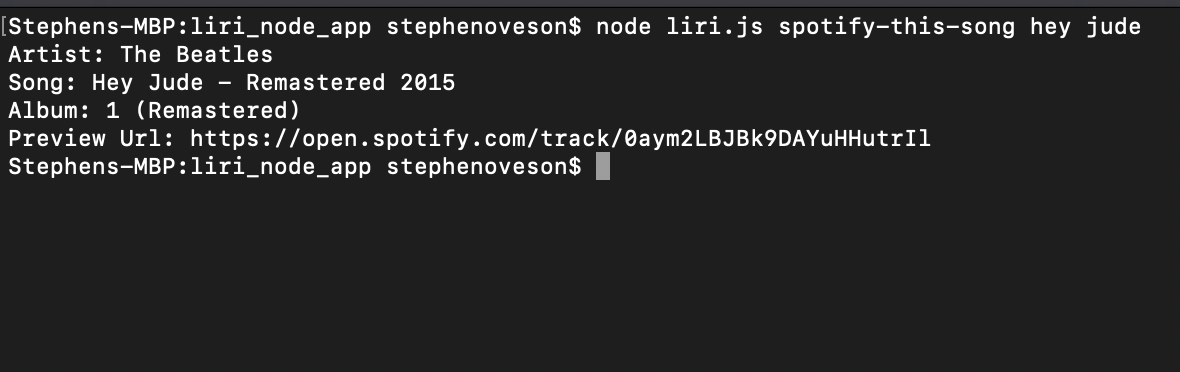 [Stephens-MBP:liri_node_app stephenoveson$ node liri.js spotify-this-song hey jude
Artist: The Beatles
Song: Hey Jude - Remastered 2015
Album: 1 (Remastered)
Preview Url: https://open.spotify.com/track/0aym2LBJBk9DAYuHHutrIl
Stephens-MBP:liri_node_app stephenoveson$